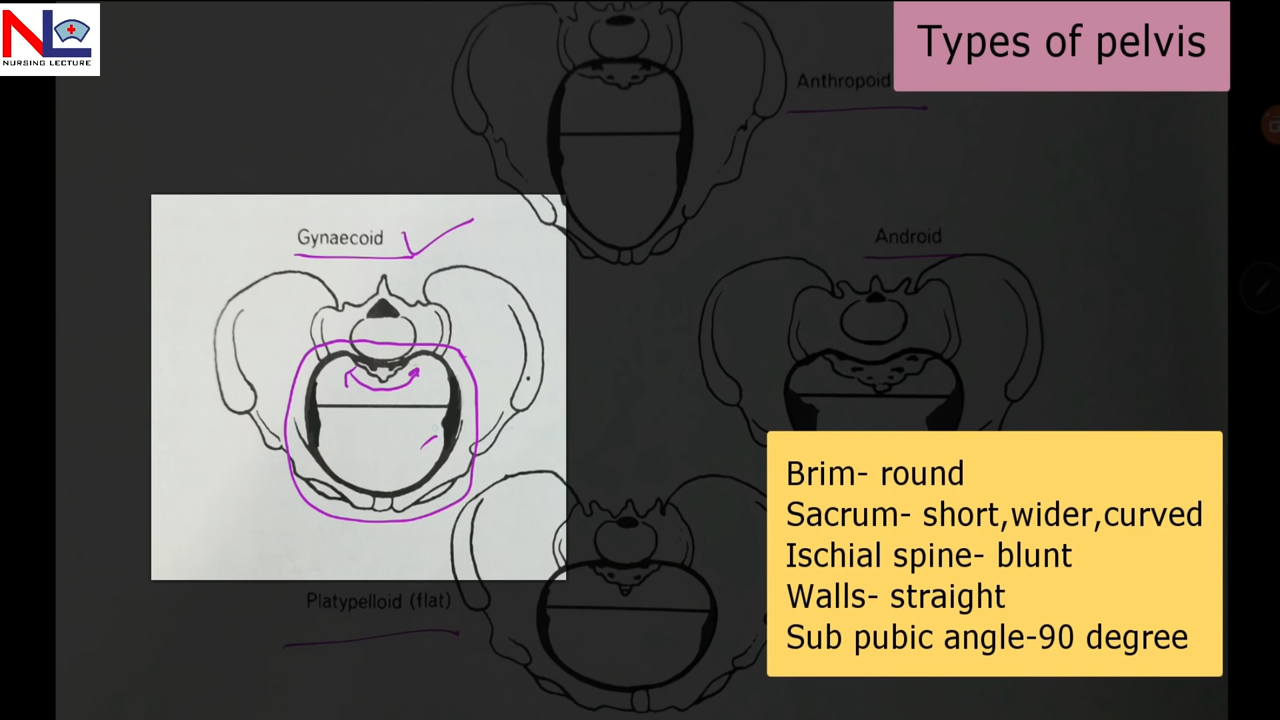 NL
NURSING LECTURE
Types of pelvis
Anthropoid
Gynaecoid
Android
Platypelloid (flat)
Brim- round
Sacrum- short,wider,curved
Ischial spine- blunt
Walls- straight
Sub pubic angle-90 degree